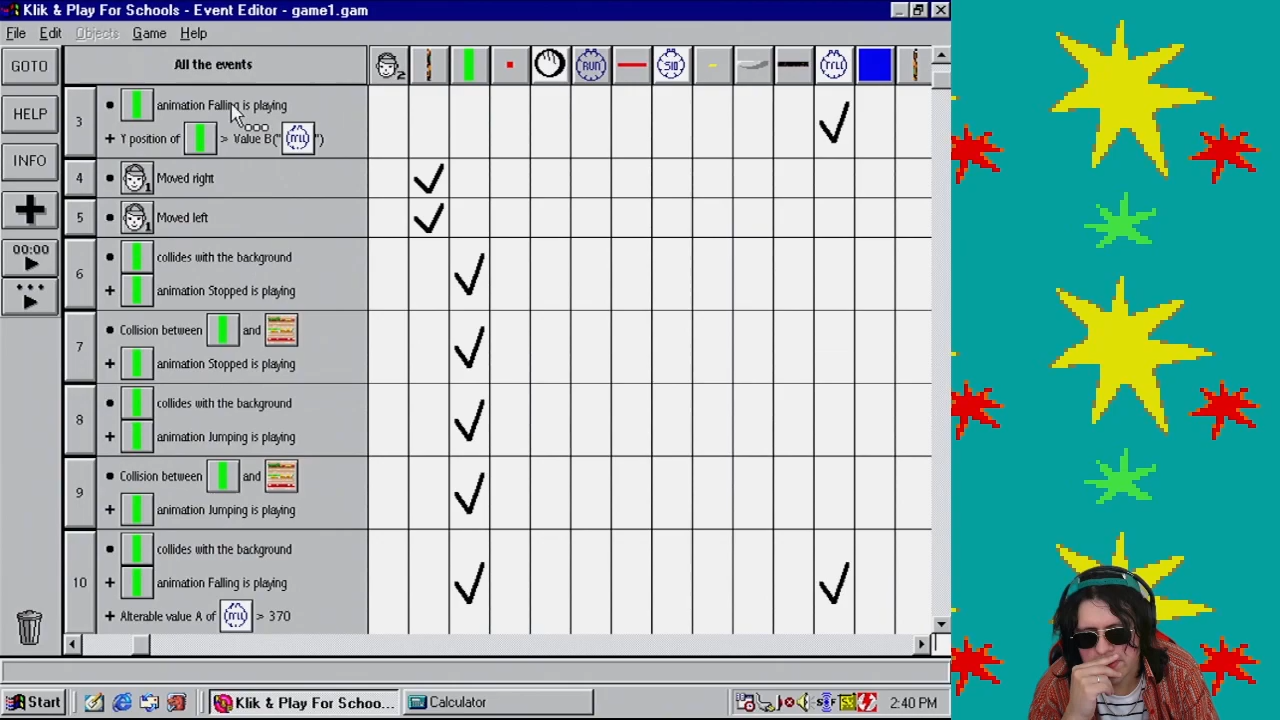 Klik & Play For Schools - Event Editor - game1.gam
File Edit Objects Game Help
GOTO
All the events
2
RUN
HELP
3
animation Falling is playing
+ Y position of > Value B(" ")
INFO
4
1 Moved right
5
1 Moved left
00:00
6
collides with the background
+ animation Stopped is playing
7
Collision between and
+ animation Stopped is playing
8
collides with the background
+ animation Jumping is playing
9
Collision between and
+ animation Jumping is playing
10
collides with the background
+ animation Falling is playing
+ Alterable value A of > 370
Start
Klik & Play For Schoo...
Calculator
2:40 PM